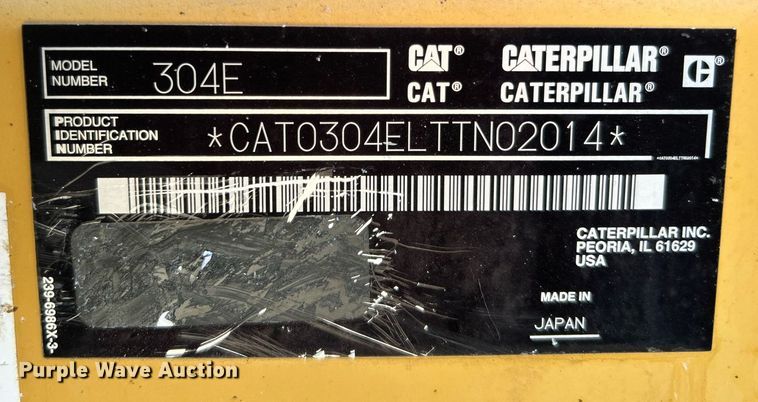 MODEL NUMBER 304E
CAT® CATERPILLAR® C®
CAT® CATERPILLAR®
PRODUCT IDENTIFICATION NUMBER *CAT0304ELTTN02014*
*CAT0304ELTTN02014*
CATERPILLAR INC.
PEORIA, IL 61629
USA
MADE IN
JAPAN
239-6986X-3-
Purple Wave Auction